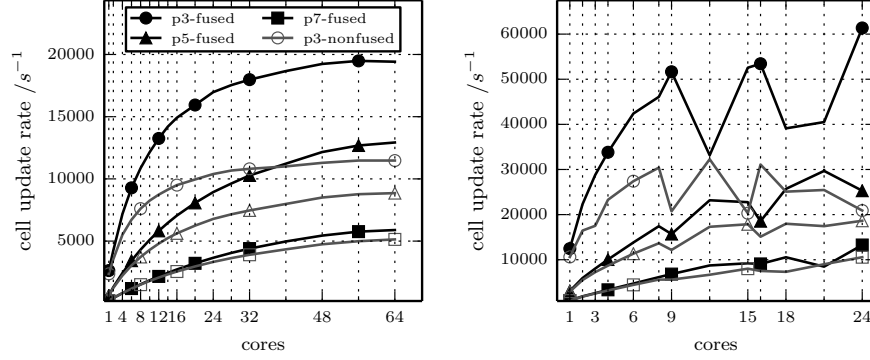 p3-fused
p5-fused
p7-fused
p3-nonfused
cell update rate /s⁻¹
20000
15000
10000
5000
1 4 8 12 16 24 32 48 64
cores
cell update rate /s⁻¹
60000
50000
40000
30000
20000
10000
1 3 6 9 15 18 24
cores